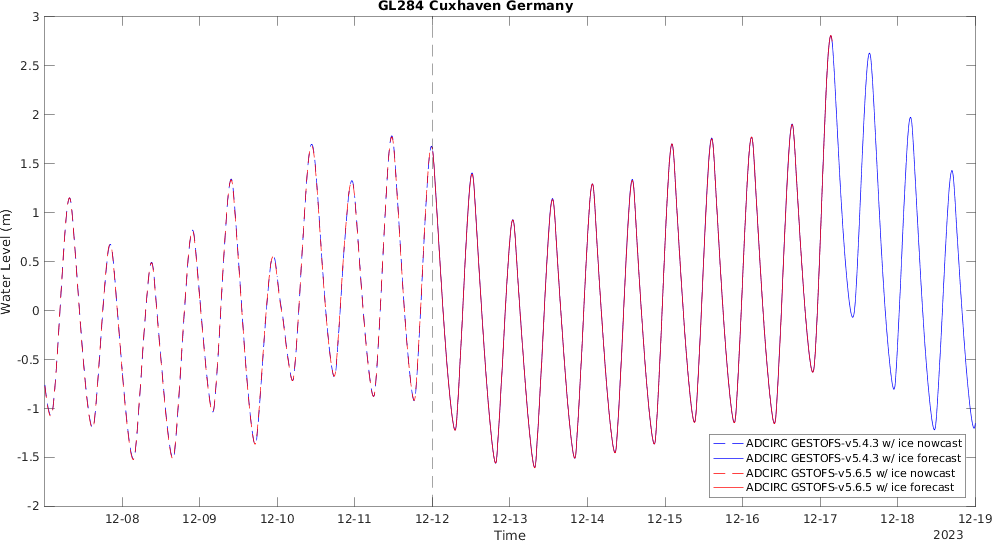 GL284 Cuxhaven Germany
3
2.5
2
1.5
1
0.5
0
-0.5
-1
-1.5
-2
Water Level (m)
ADCIRC GESTOFS-v5.4.3 w/ ice nowcast
ADCIRC GESTOFS-v5.4.3 w/ ice forecast
ADCIRC GSTOFS-v5.6.5 w/ ice nowcast
ADCIRC GSTOFS-v5.6.5 w/ ice forecast
12-08 12-09 12-10 12-11 12-12 12-13 12-14 12-15 12-16 12-17 12-18 12-19
Time 2023